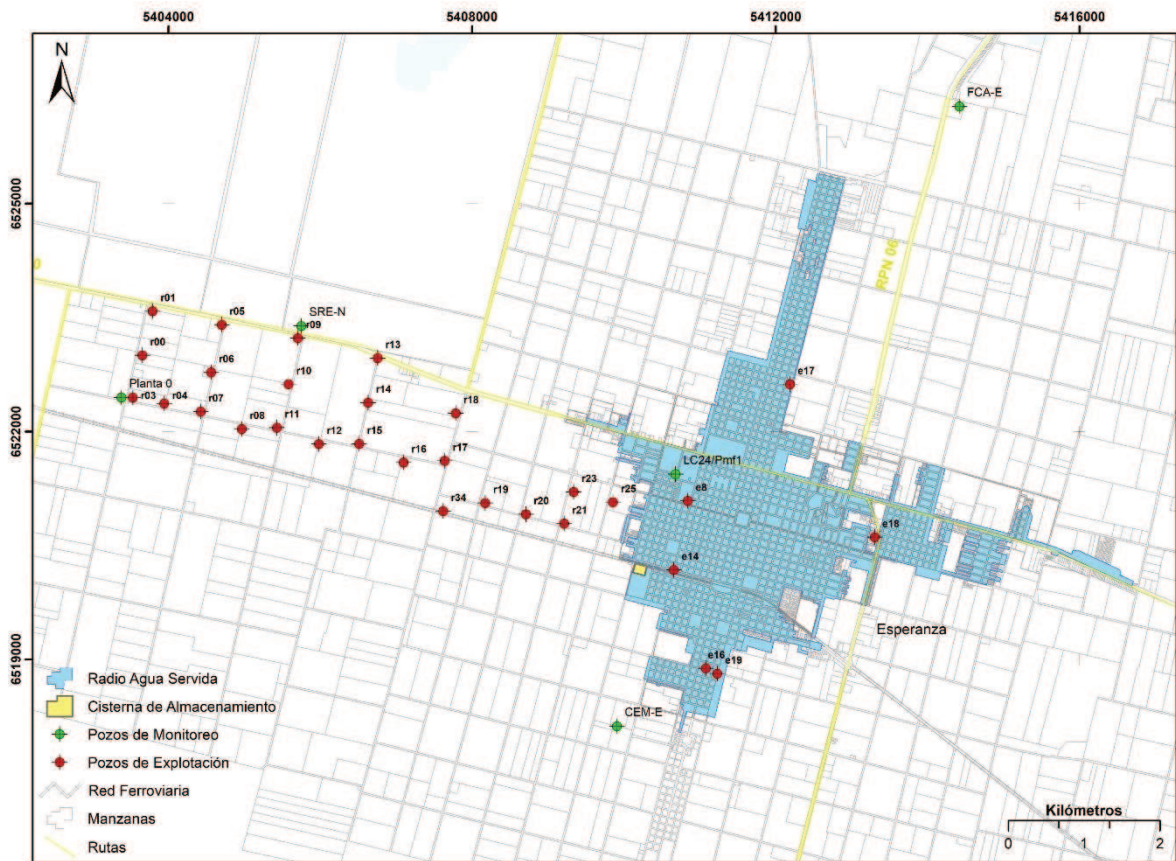 5404000
5408000
5412000
5416000
N
FCA-E
6525000
RPN 06
0
r01
r05
SRE-N
r09
r13
r00
r06
r10
e17
Planta 0
r03
r04
r07
r14
r18
6522000
r08
r11
r12
r15
r16
r17
LC24/Pmf1
r23
r25
e8
r34
r19
r20
r21
e18
e14
Esperanza
6519000
e16
e19
CEM-E
Radio Agua Servida
Cisterna de Almacenamiento
Pozos de Monitoreo
Pozos de Explotación
Red Ferroviaria
Manzanas
Rutas
Kilómetros
0 1 2